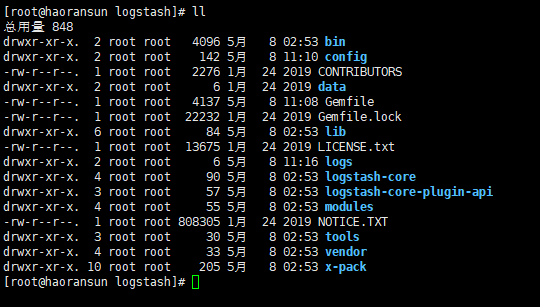 [root@haoransun logstash]# ll
总用量 848
drwxr-xr-x.  2 root root   4096 5月   8 02:53 bin
drwxr-xr-x.  2 root root    142 5月   8 11:10 config
-rw-r--r--.  1 root root   2276 1月  24 2019 CONTRIBUTORS
drwxr-xr-x.  2 root root      6 1月  24 2019 data
-rw-r--r--.  1 root root   4137 5月   8 11:08 Gemfile
-rw-r--r--.  1 root root  22232 1月  24 2019 Gemfile.lock
drwxr-xr-x.  6 root root     84 5月   8 02:53 lib
-rw-r--r--.  1 root root  13675 1月  24 2019 LICENSE.txt
drwxr-xr-x.  2 root root      6 5月   8 11:16 logs
drwxr-xr-x.  4 root root     90 5月   8 02:53 logstash-core
drwxr-xr-x.  3 root root     57 5月   8 02:53 logstash-core-plugin-api
drwxr-xr-x.  4 root root     55 5月   8 02:53 modules
-rw-r--r--.  1 root root 808305 1月  24 2019 NOTICE.TXT
drwxr-xr-x.  3 root root     30 5月   8 02:53 tools
drwxr-xr-x.  4 root root     33 5月   8 02:53 vendor
drwxr-xr-x. 10 root root    205 5月   8 02:53 x-pack
[root@haoransun logstash]#